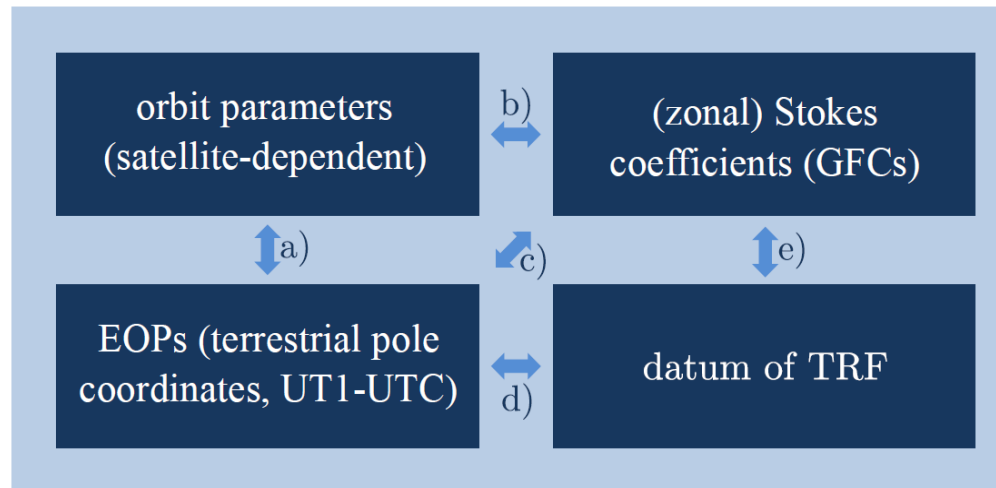 orbit parameters
(satellite-dependent)
b)
(zonal) Stokes
coefficients (GFCs)
a)
c)
e)
EOPs (terrestrial pole
coordinates, UT1-UTC)
d)
datum of TRF